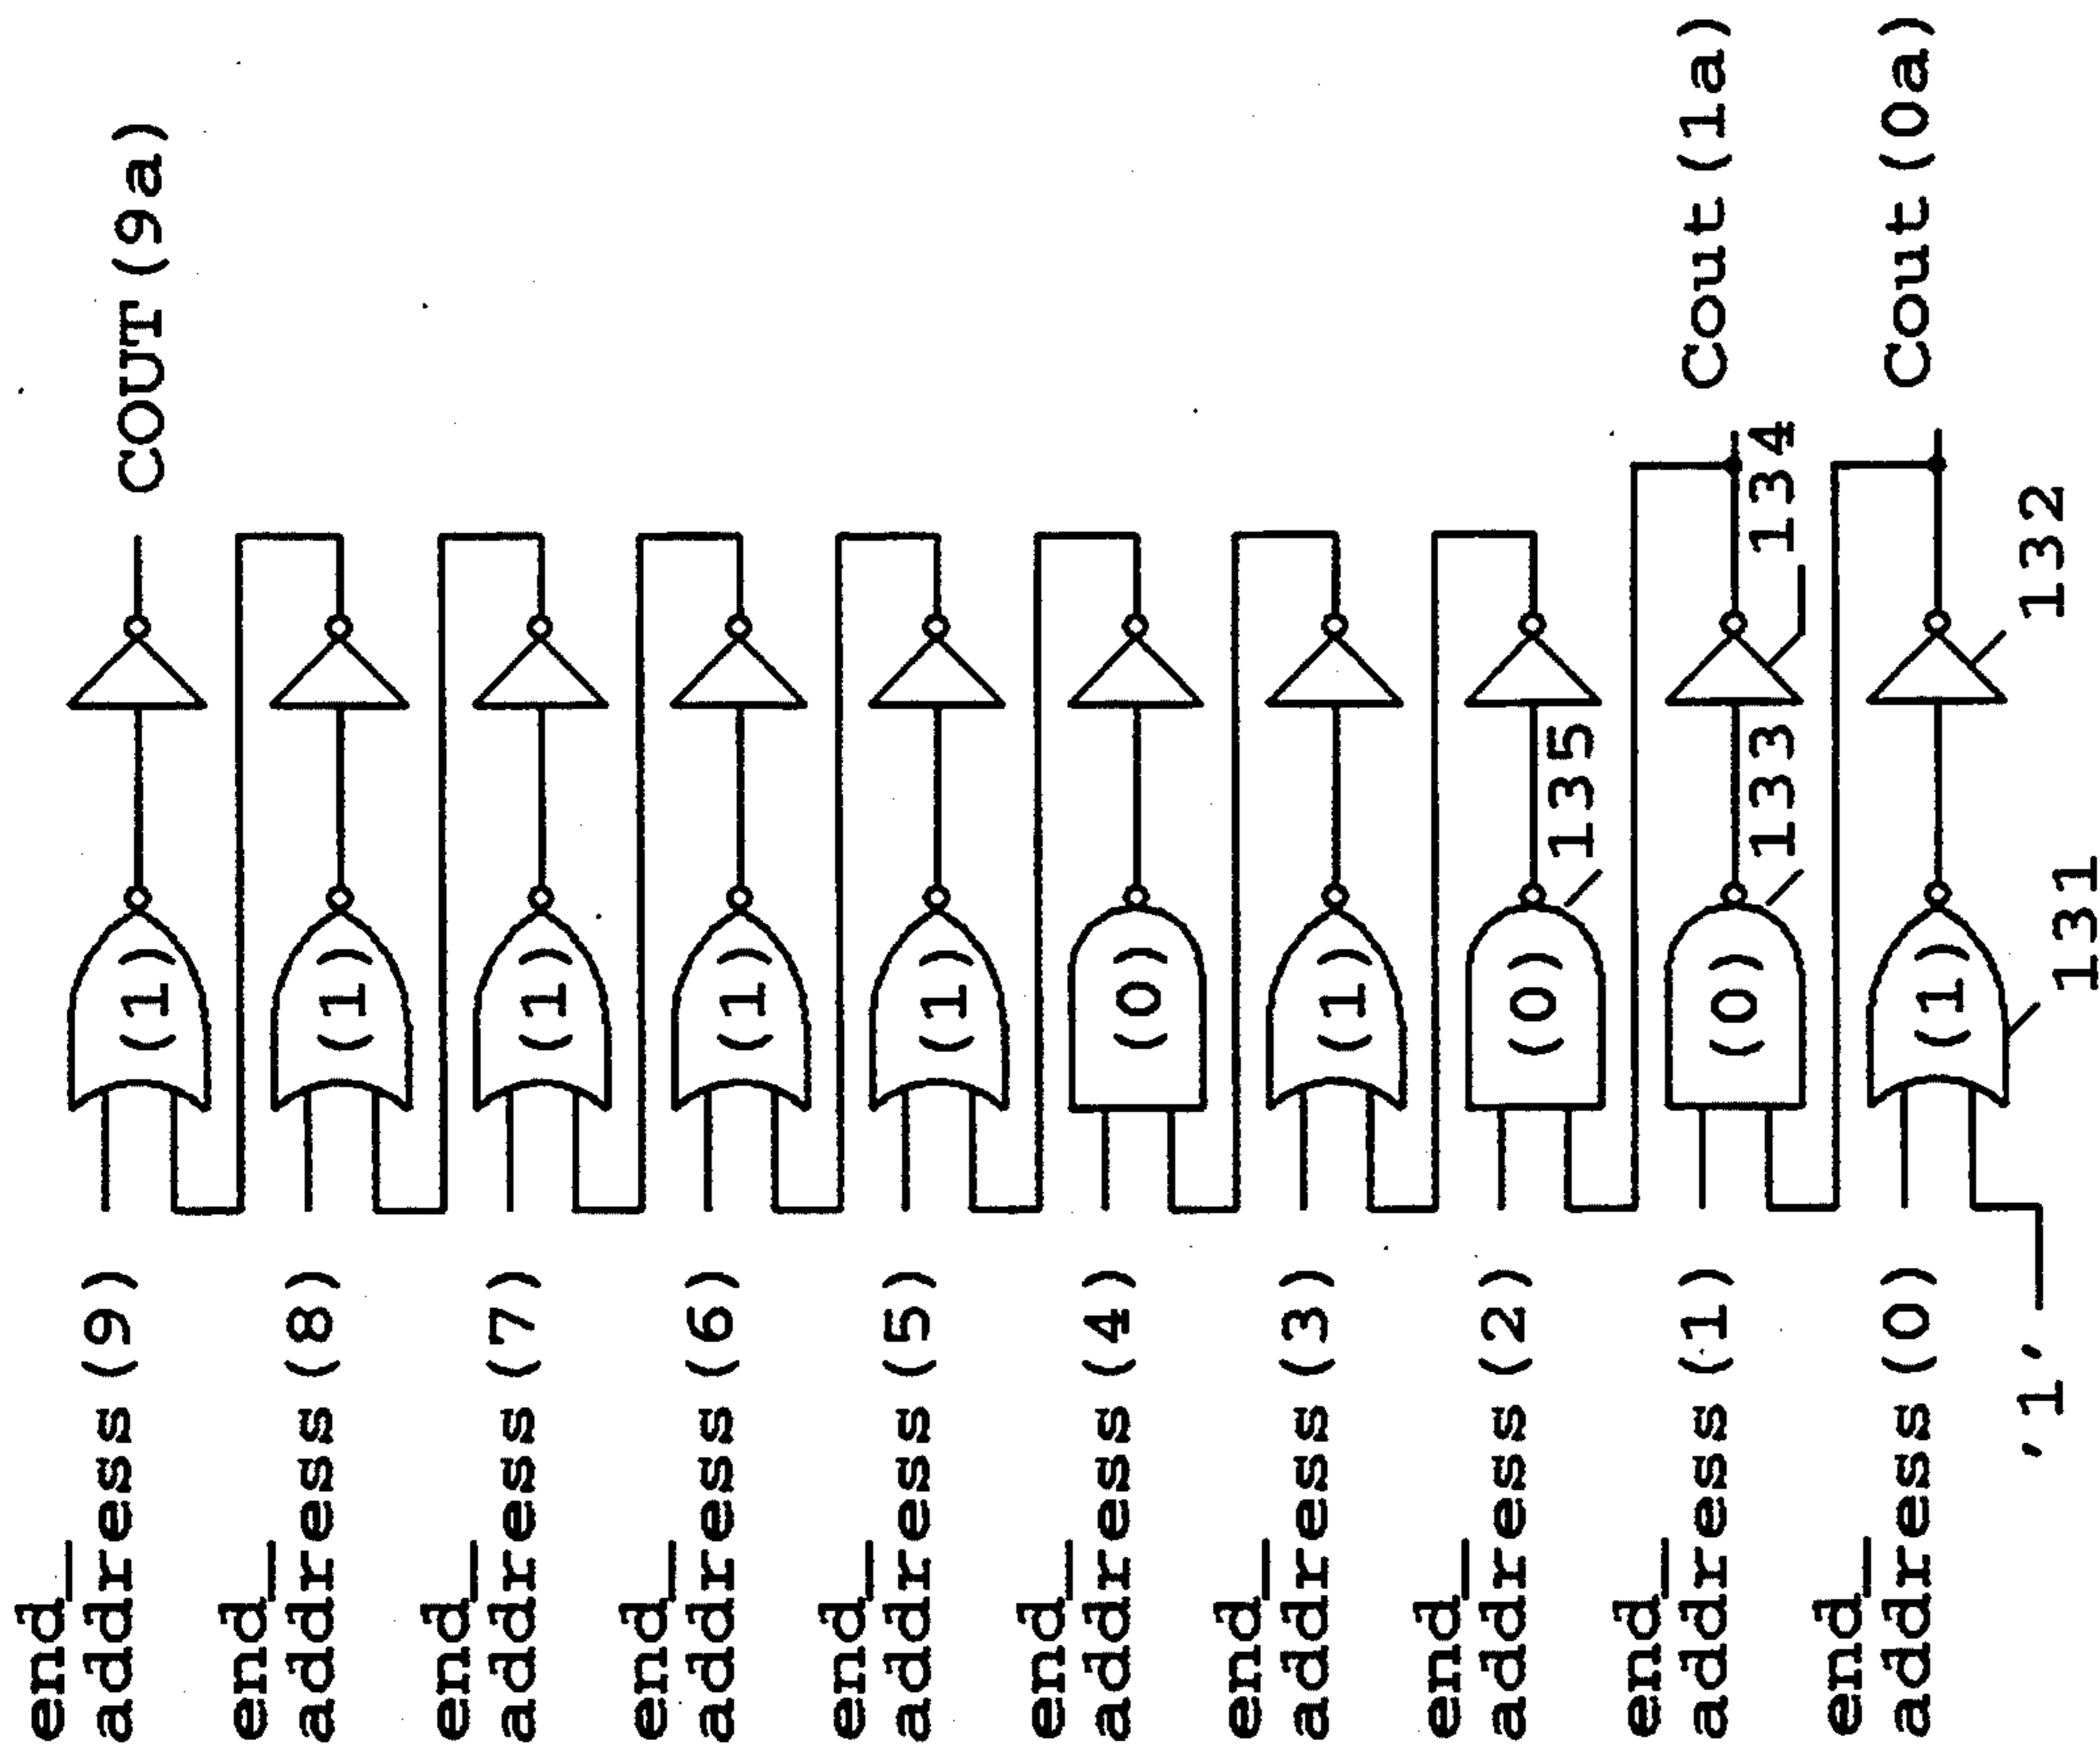 end_
address(9)
(1)
COUT(9a)
end_
address(8)
(1)
end_
address(7)
(1)
end_
address(6)
(1)
end_
address(5)
(1)
end_
address(4)
(0)
end_
address(3)
(1)
end_
address(2)
(0)
135
end_
address(1)
(0)
133
134
Cout(1a)
end_
address(0)
(1)
Cout(0a)
'1'
131
132